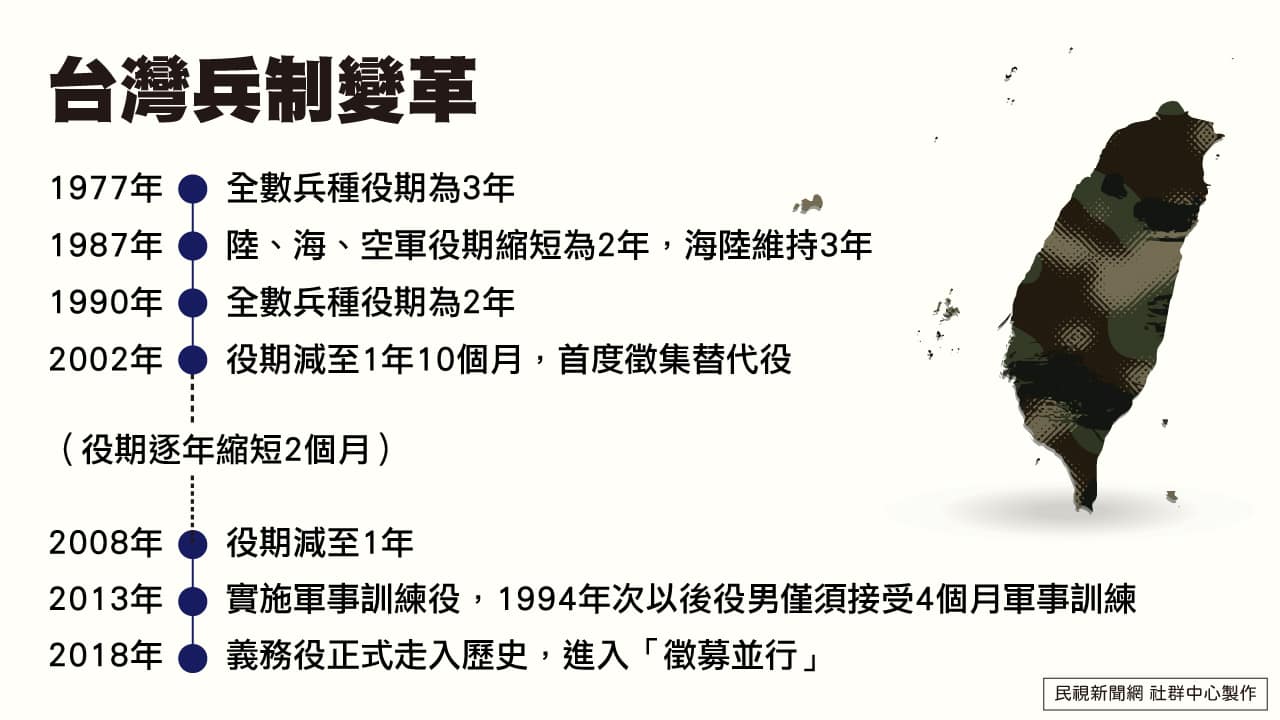 台灣兵制變革
1977年 全數兵種役期為3年
1987年 陸、海、空軍役期縮短為2年，海陸維持3年
1990年 全數兵種役期為2年
2002年 役期減至1年10個月，首度徵集替代役
（役期逐年縮短2個月）
2008年 役期減至1年
2013年 實施軍事訓練役，1994年次以後役男僅須接受4個月軍事訓練
2018年 義務役正式走入歷史，進入「徵募並行」
民視新聞網 社群中心製作